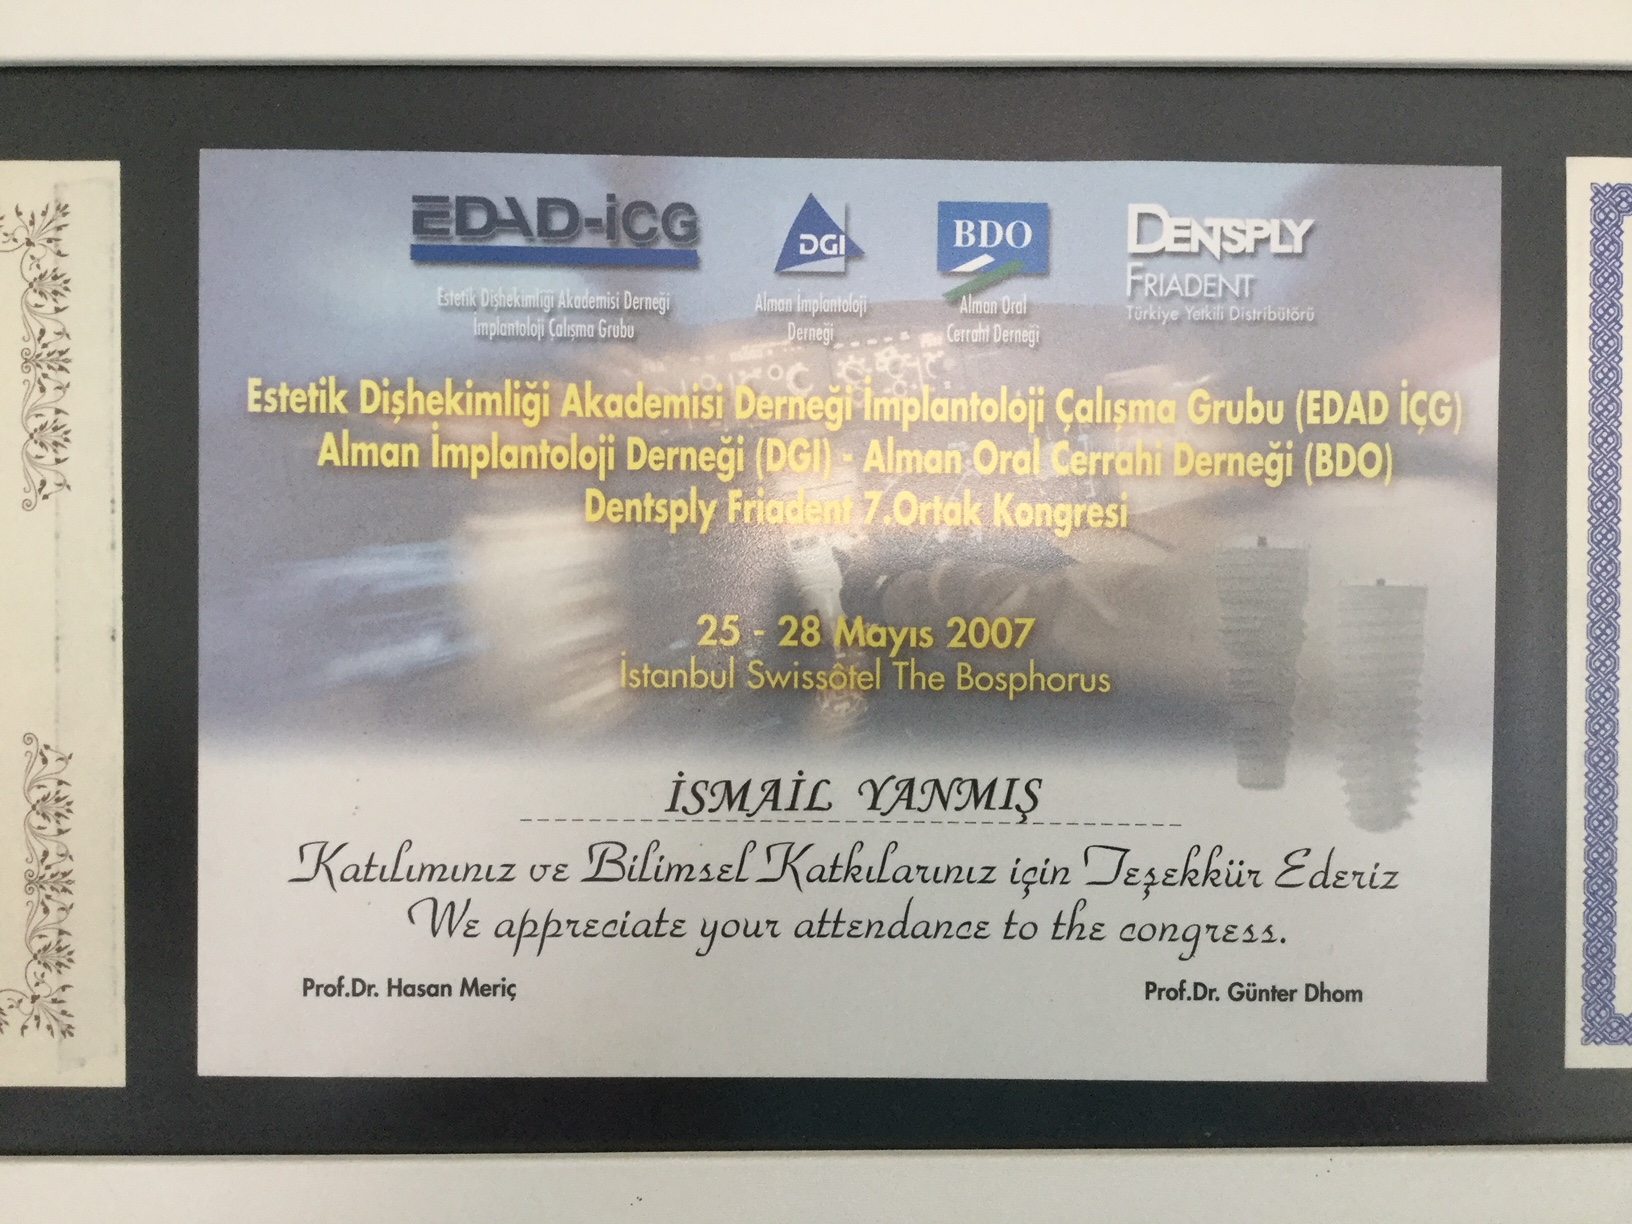 EDAD-İCG
Estetik Dişhekimliği Akademisi Derneği
İmplantoloji Çalışma Grubu
DGI
Alman İmplantoloji
Derneği
BDO
Alman Oral
Cerrahi Derneği
DENTSPLY
FRIADENT
Türkiye Yetkili Distribütörü
Estetik Dişhekimliği Akademisi Derneği İmplantoloji Çalışma Grubu (EDAD İÇG)
Alman İmplantoloji Derneği (DGI) - Alman Oral Cerrahi Derneği (BDO)
Dentsply Friadent 7.Ortak Kongresi
25 - 28 Mayıs 2007
İstanbul Swissôtel The Bosphorus
İSMAİL YANMIŞ
Katılımınız ve Bilimsel Katkılarınız için Teşekkür Ederiz
We appreciate your attendance to the congress.
Prof.Dr. Hasan Meriç
Prof.Dr. Günter Dhom